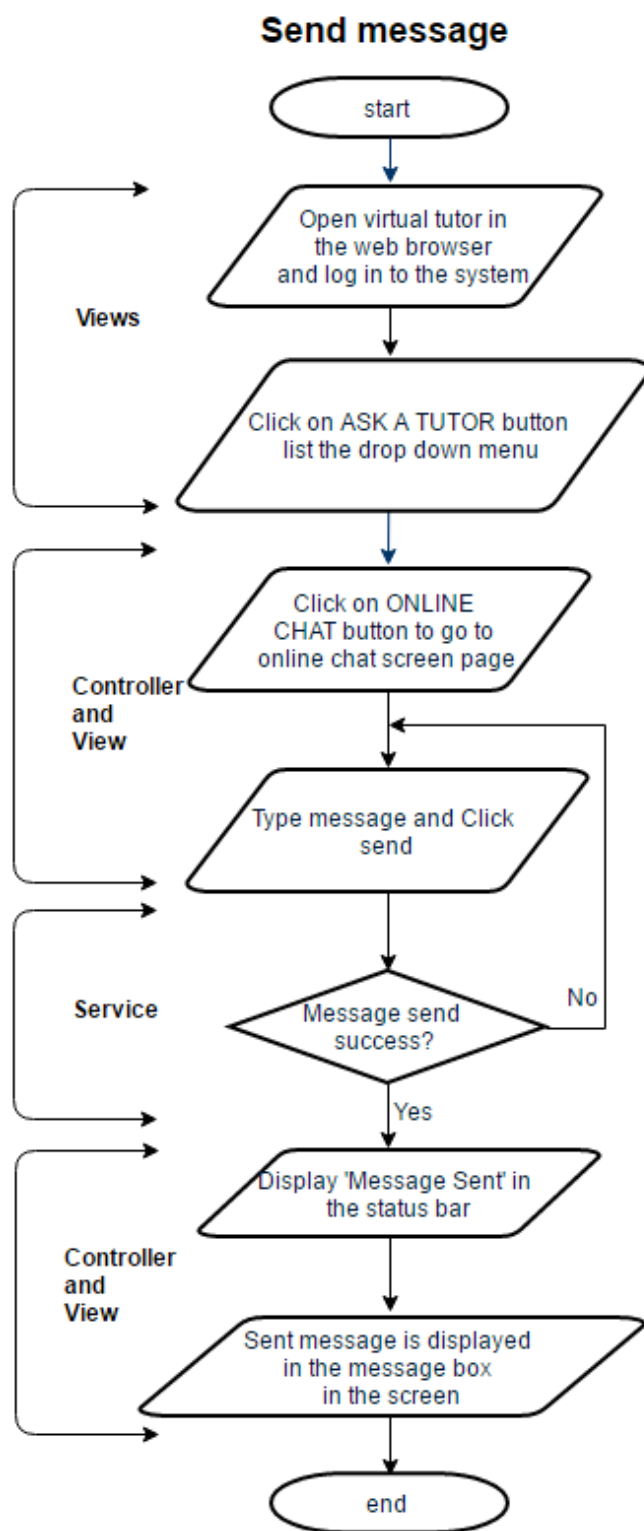 Send message
start
Open virtual tutor in
the web browser
and log in to the system
Views
Click on ASK A TUTOR button
list the drop down menu
Click on ONLINE
CHAT button to go to
online chat screen page
Controller
and
View
Type message and Click
send
Service
Message send
success?
No
Yes
Display 'Message Sent' in
the status bar
Controller
and
View
Sent message is displayed
in the message box
in the screen
end